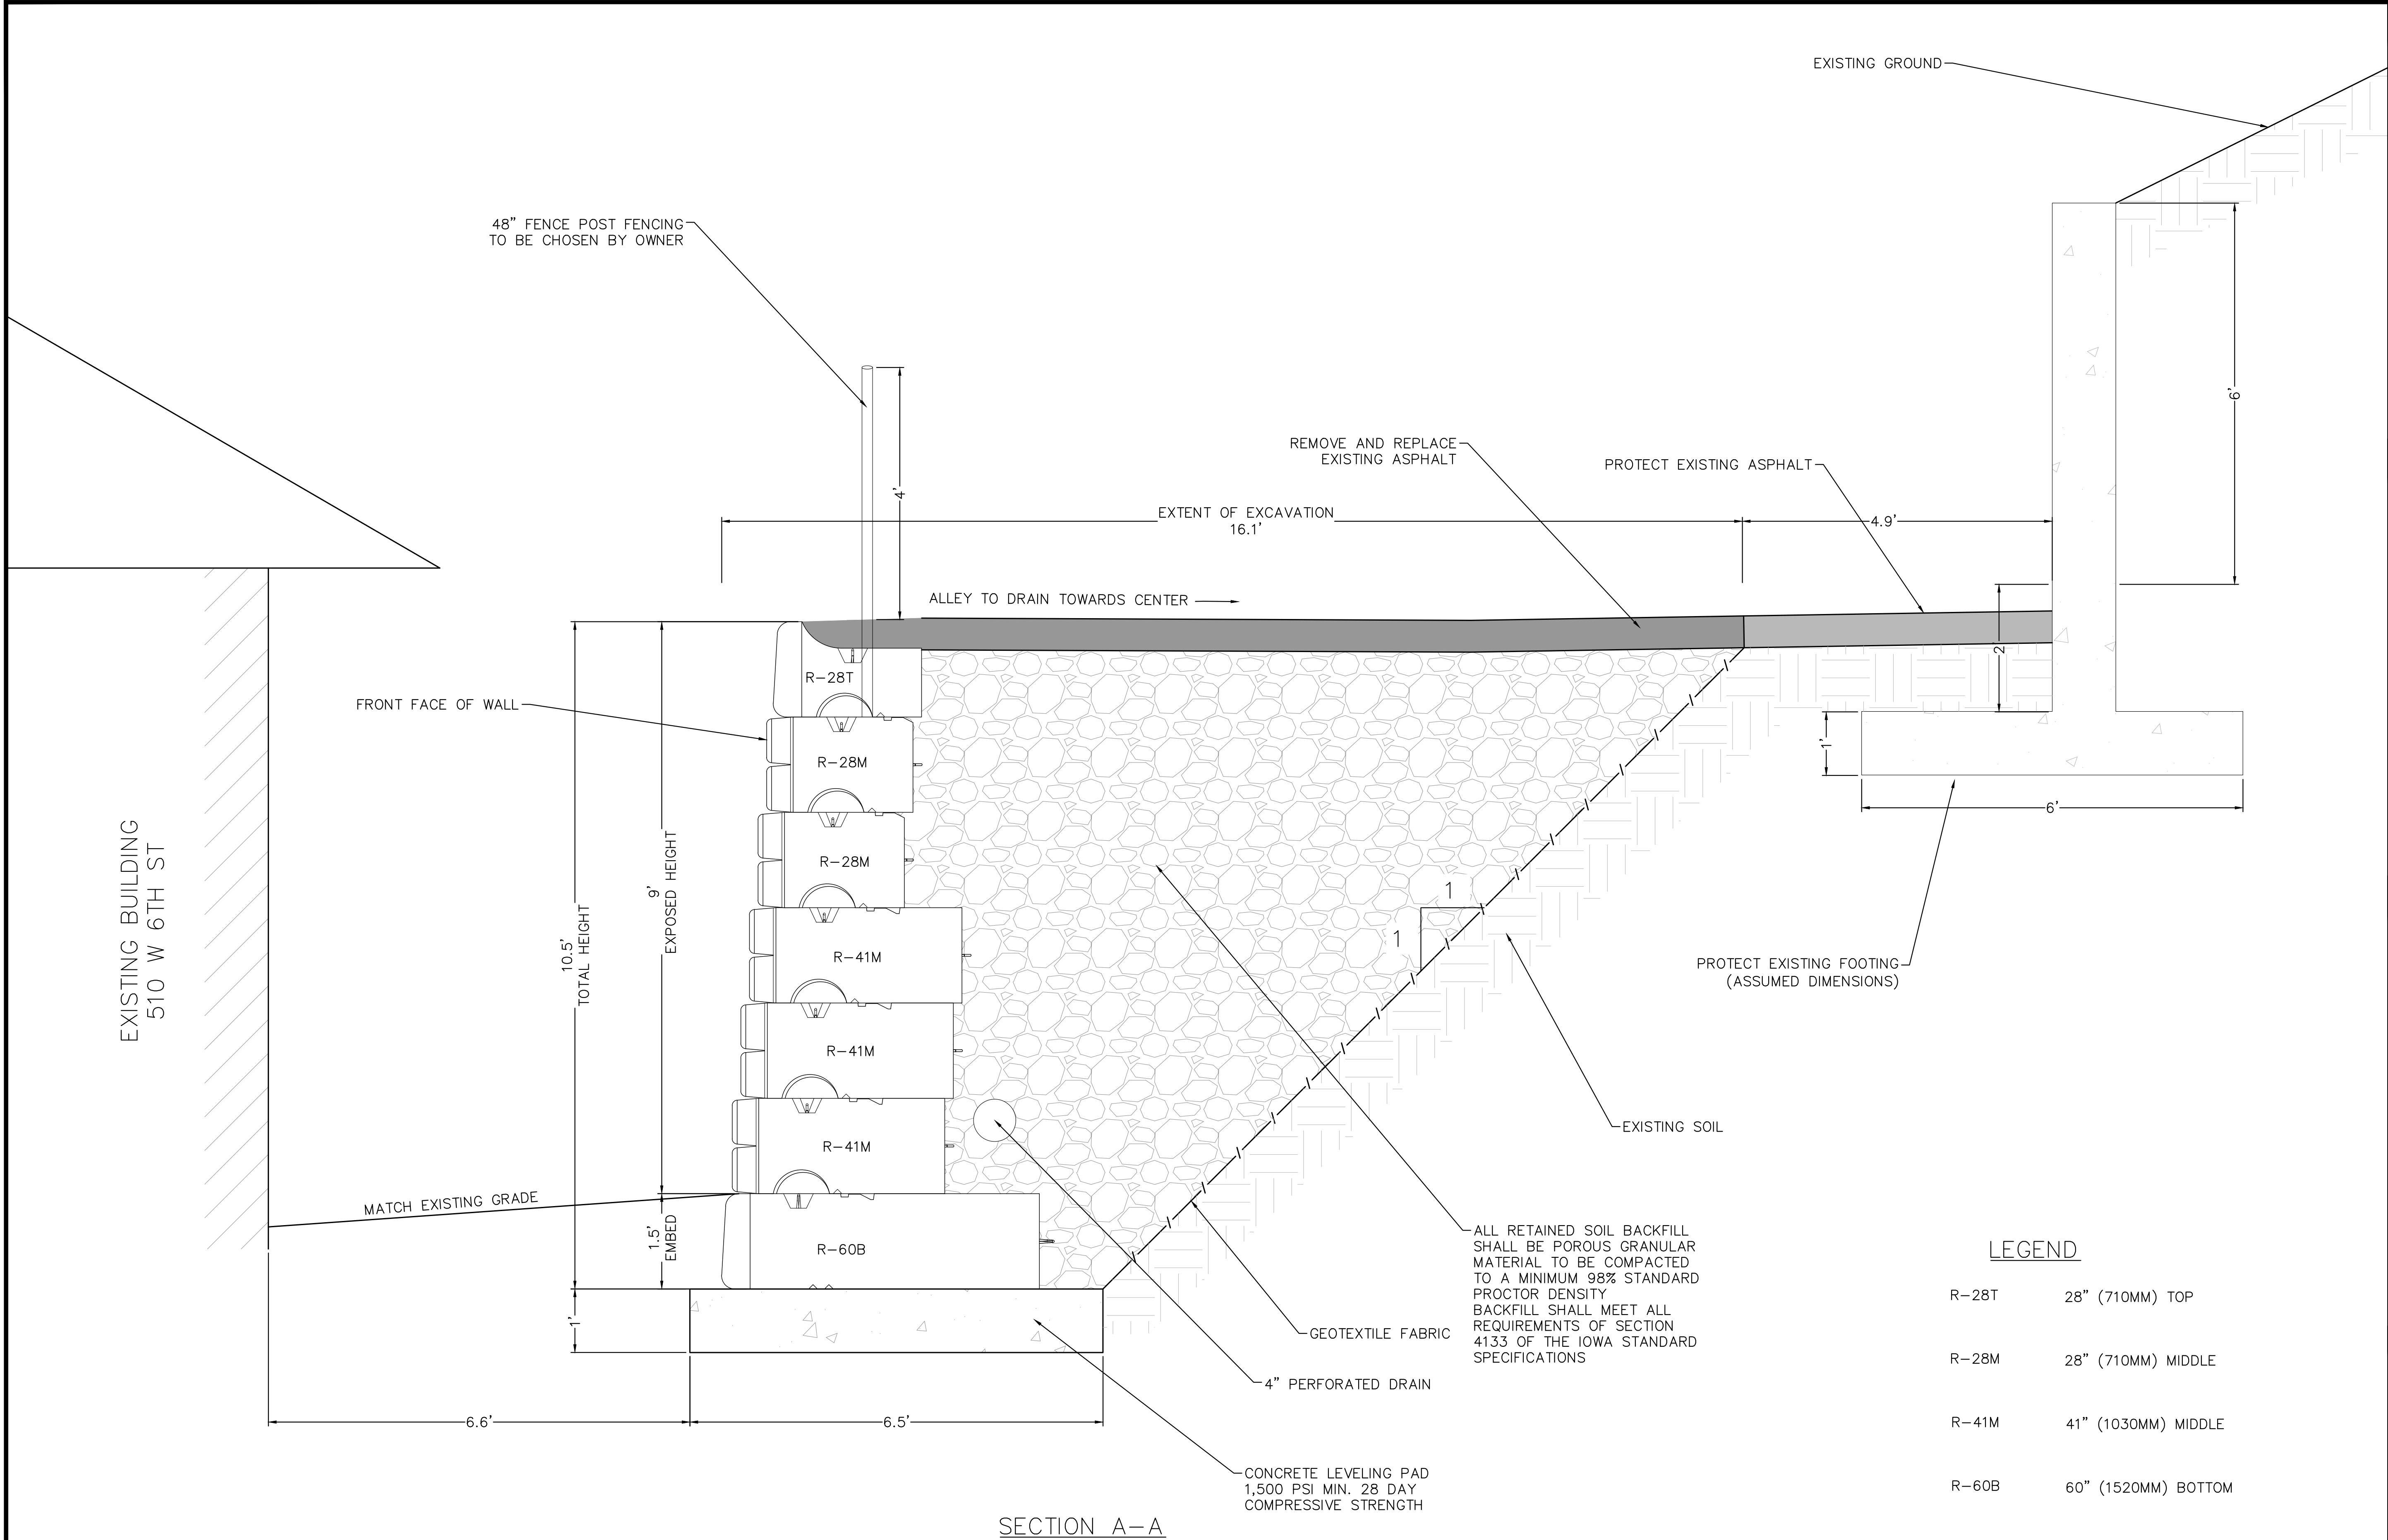 EXISTING GROUND
48" FENCE POST FENCING
TO BE CHOSEN BY OWNER
6'
4'
REMOVE AND REPLACE
EXISTING ASPHALT
PROTECT EXISTING ASPHALT
EXTENT OF EXCAVATION
16.1'
4.9'
ALLEY TO DRAIN TOWARDS CENTER
2'
1'
6'
FRONT FACE OF WALL
R-28T
R-28M
R-28M
R-41M
R-41M
R-41M
R-60B
EXISTING BUILDING
510 W 6TH ST
10.5'
TOTAL HEIGHT
9'
EXPOSED HEIGHT
1.5'
EMBED
1'
MATCH EXISTING GRADE
1
1
PROTECT EXISTING FOOTING
(ASSUMED DIMENSIONS)
EXISTING SOIL
ALL RETAINED SOIL BACKFILL
SHALL BE POROUS GRANULAR
MATERIAL TO BE COMPACTED
TO A MINIMUM 98% STANDARD
PROCTOR DENSITY
BACKFILL SHALL MEET ALL
REQUIREMENTS OF SECTION
4133 OF THE IOWA STANDARD
SPECIFICATIONS
GEOTEXTILE FABRIC
4" PERFORATED DRAIN
6.6'
6.5'
CONCRETE LEVELING PAD
1,500 PSI MIN. 28 DAY
COMPRESSIVE STRENGTH
LEGEND
R-28T 28" (710MM) TOP
R-28M 28" (710MM) MIDDLE
R-41M 41" (1030MM) MIDDLE
R-60B 60" (1520MM) BOTTOM
SECTION A-A